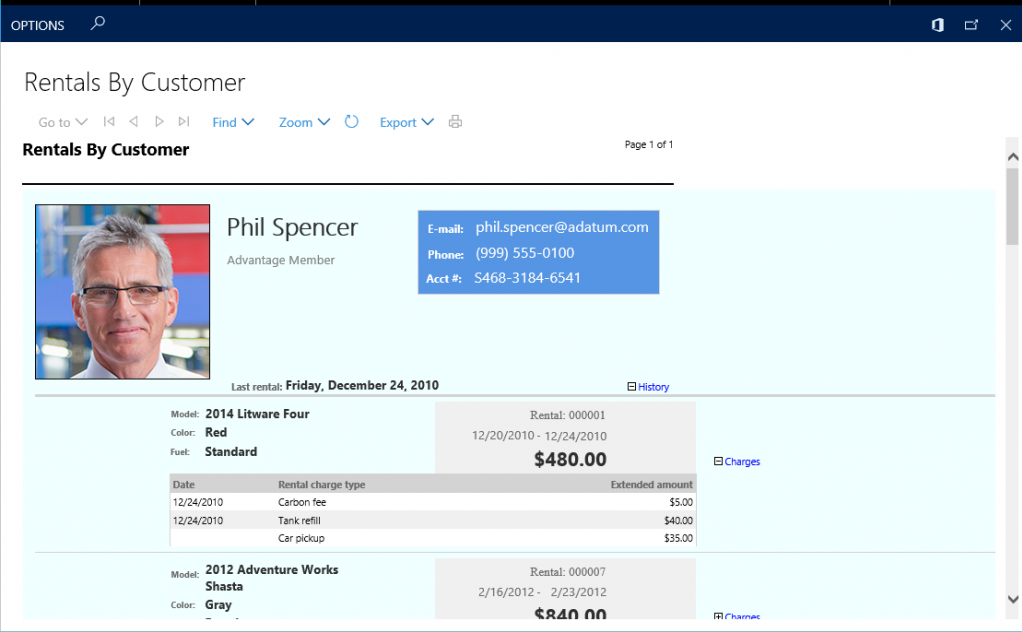 OPTIONS
Rentals By Customer
Go to Find Zoom Export
Rentals By Customer Page 1 of 1
Phil Spencer
Advantage Member
E-mail: phil.spencer@adatum.com
Phone: (999) 555-0100
Acct #: S468-3184-6541
Last rental: Friday, December 24, 2010 History
Model: 2014 Litware Four Rental: 000001
Color: Red 12/20/2010 - 12/24/2010
Fuel: Standard $480.00 Charges
Date Rental charge type Extended amount
12/24/2010 Carbon fee $5.00
12/24/2010 Tank refill $40.00
Car pickup $35.00
Model: 2012 Adventure Works Shasta Rental: 000007
Color: Gray 2/16/2012 - 2/23/2012
$840.00 Charges